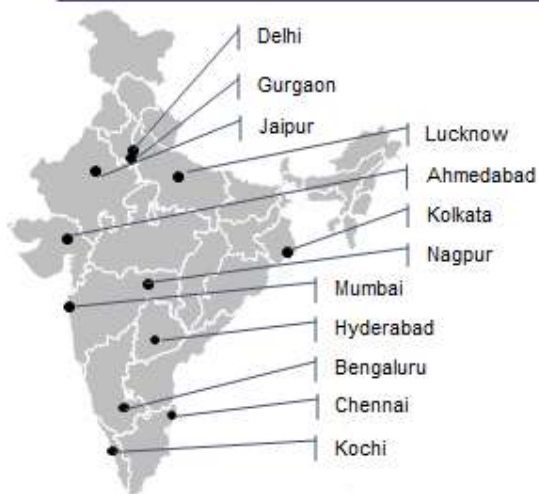 Delhi
Gurgaon
Jaipur
Lucknow
Ahmedabad
Kolkata
Nagpur
Mumbai
Hyderabad
Bengaluru
Chennai
Kochi